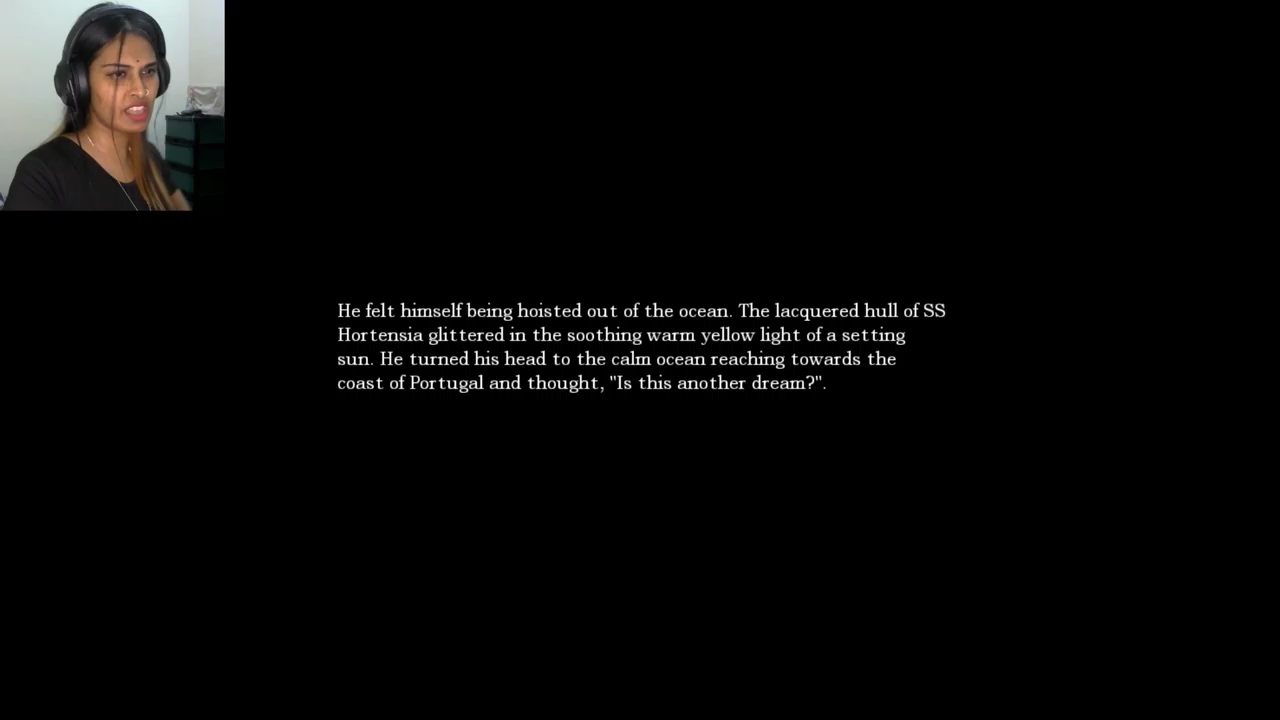 He felt himself being hoisted out of the ocean. The lacquered hull of SS
Hortensia glittered in the soothing warm yellow light of a setting
sun. He turned his head to the calm ocean reaching towards the
coast of Portugal and thought, "Is this another dream?".